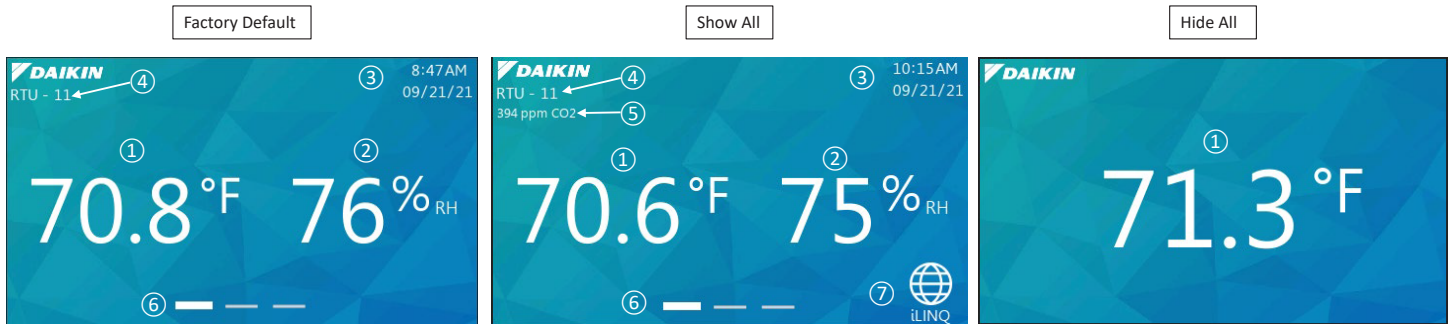 Factory Default
Show All
Hide All
DAIKIN
RTU - 11
④
③
8:47AM
09/21/21
①
②
70.8 °F
76 % RH
⑥
DAIKIN
RTU - 11
④
394 ppm CO2
⑤
③
10:15AM
09/21/21
①
②
70.6 °F
75 % RH
⑥
⑦
iLINQ
DAIKIN
①
71.3 °F